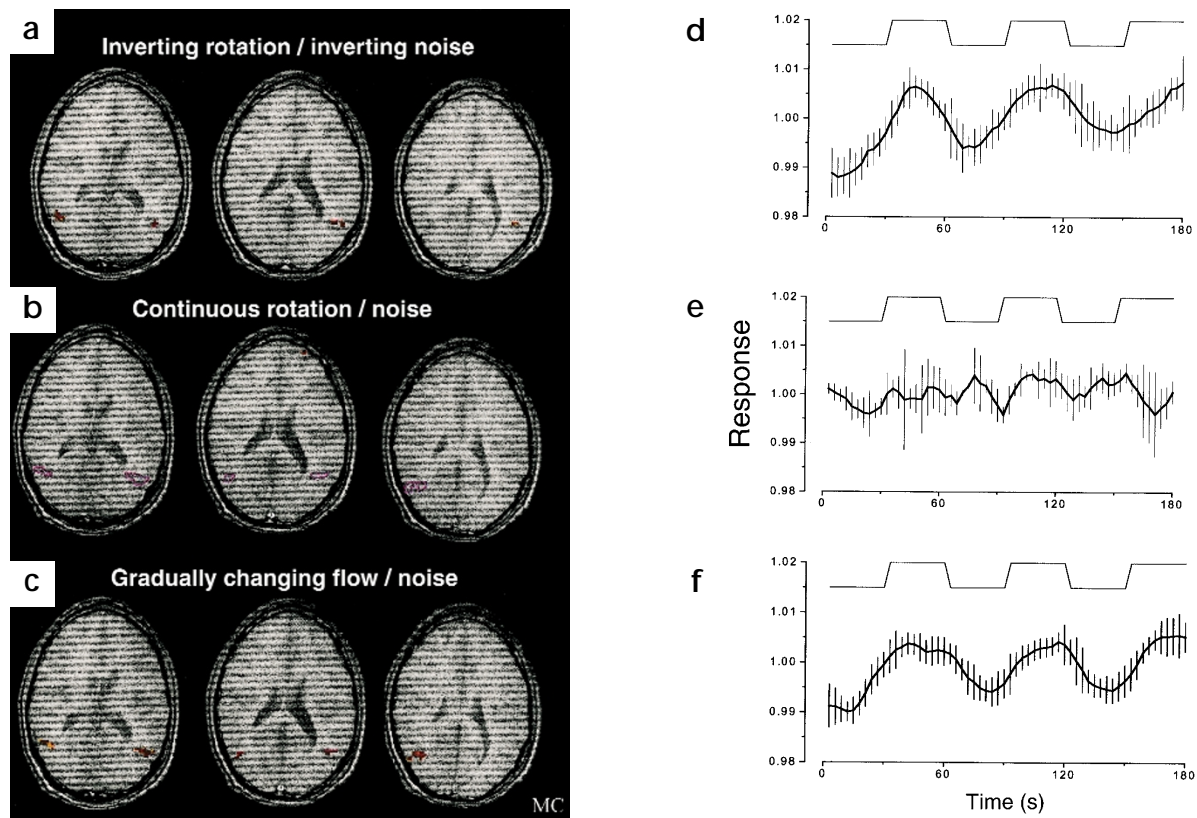 a
Inverting rotation / inverting noise
b
Continuous rotation / noise
c
Gradually changing flow / noise
MC
d
1.02
1.01
1.00
0.99
0.98
0 60 120 180
e
1.02
1.01
1.00
0.99
0.98
0 60 120 180
Response
f
1.02
1.01
1.00
0.99
0.98
0 60 120 180
Time (s)